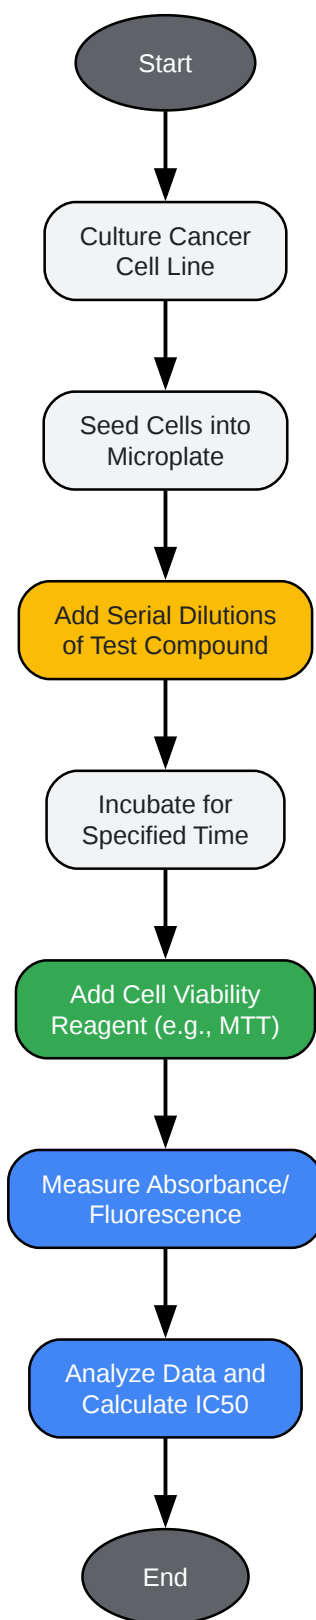 Start
Culture Cancer
Cell Line
Seed Cells into
Microplate
Add Serial Dilutions
of Test Compound
Incubate for
Specified Time
Add Cell Viability
Reagent (e.g., MTT)
Measure Absorbance/
Fluorescence
Analyze Data and
Calculate IC50
End